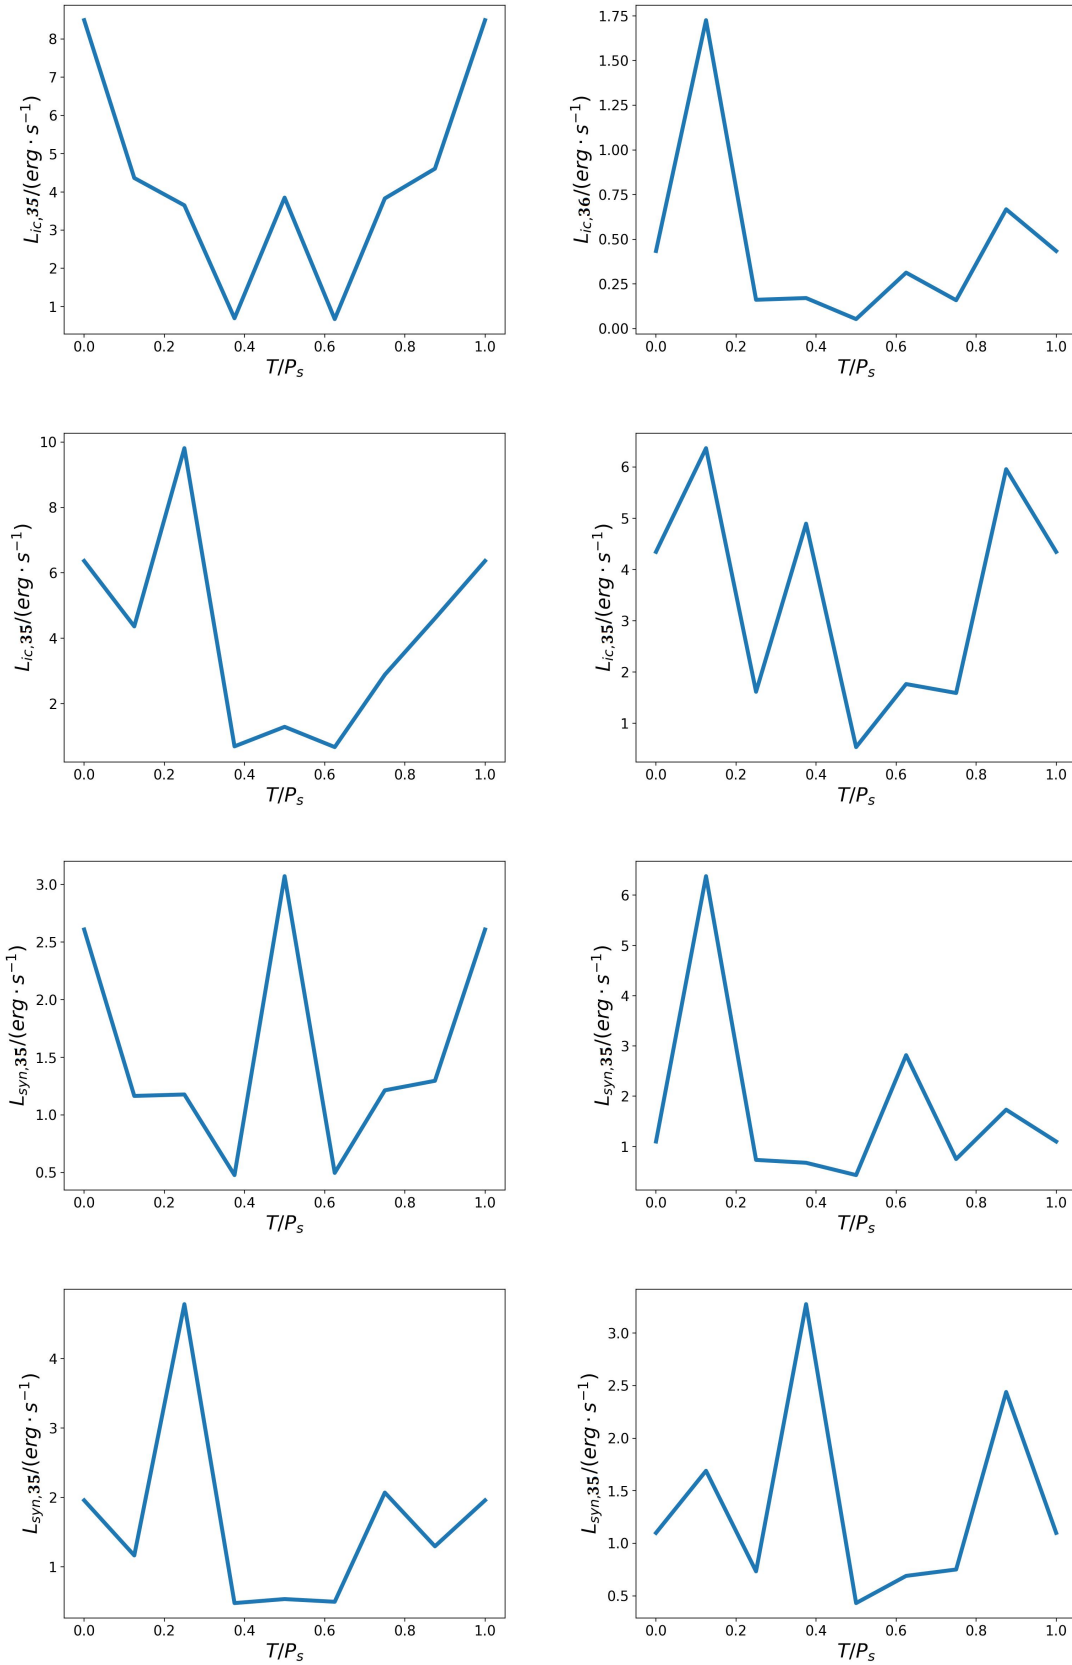 L_{ic,35}/(erg · s^{−1})
8
7
6
5
4
3
2
1
0.0 0.2 0.4 0.6 0.8 1.0
T/P_s
L_{ic,36}/(erg · s^{−1})
1.75
1.50
1.25
1.00
0.75
0.50
0.25
0.00
0.0 0.2 0.4 0.6 0.8 1.0
T/P_s
L_{ic,35}/(erg · s^{−1})
10
8
6
4
2
0.0 0.2 0.4 0.6 0.8 1.0
T/P_s
L_{ic,35}/(erg · s^{−1})
6
5
4
3
2
1
0.0 0.2 0.4 0.6 0.8 1.0
T/P_s
L_{syn,35}/(erg · s^{−1})
3.0
2.5
2.0
1.5
1.0
0.5
0.0 0.2 0.4 0.6 0.8 1.0
T/P_s
L_{syn,35}/(erg · s^{−1})
6
5
4
3
2
1
0.0 0.2 0.4 0.6 0.8 1.0
T/P_s
L_{syn,35}/(erg · s^{−1})
4
3
2
1
0.0 0.2 0.4 0.6 0.8 1.0
T/P_s
L_{syn,35}/(erg · s^{−1})
3.0
2.5
2.0
1.5
1.0
0.5
0.0 0.2 0.4 0.6 0.8 1.0
T/P_s